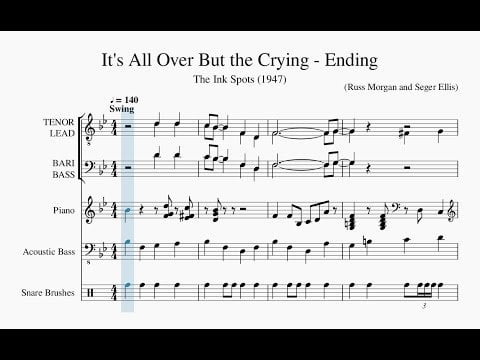 It's All Over But the Crying - Ending
The Ink Spots (1947)
(Russ Morgan and Seger Ellis)
♩ = 140
Swing
TENOR
LEAD
BARI
BASS
Piano
Acoustic Bass
Snare Brushes
3
3